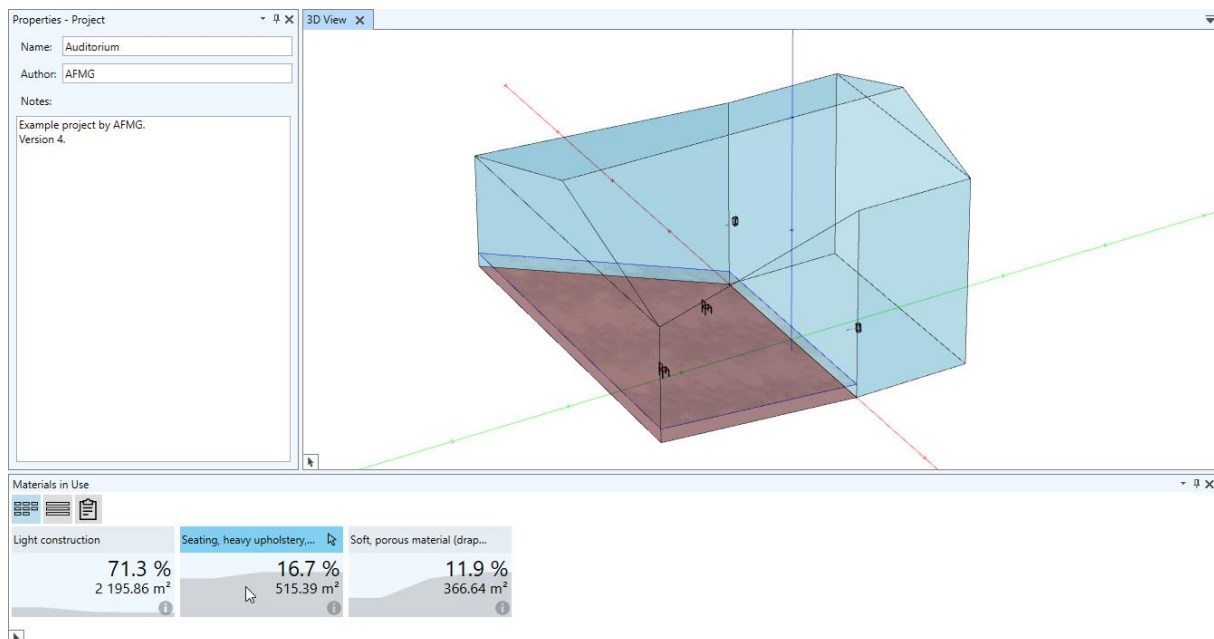 Properties - Project
3D View
Name: Auditorium
Author: AFMG
Notes:
Example project by AFMG.
Version 4.
Materials in Use
Light construction
71.3 %
2 195.86 m²
Seating, heavy upholstery,...
16.7 %
515.39 m²
Soft, porous material (drap...
11.9 %
366.64 m²